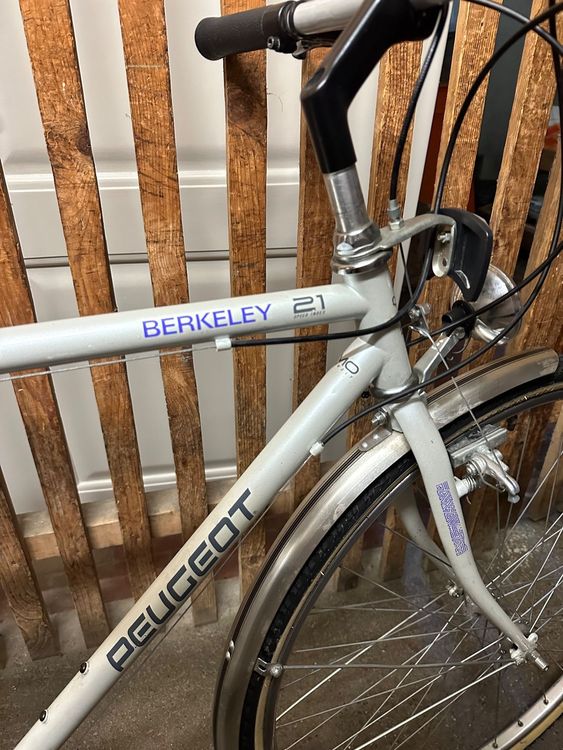 BERKELEY
21
SPEED INDEX
PEUGEOT